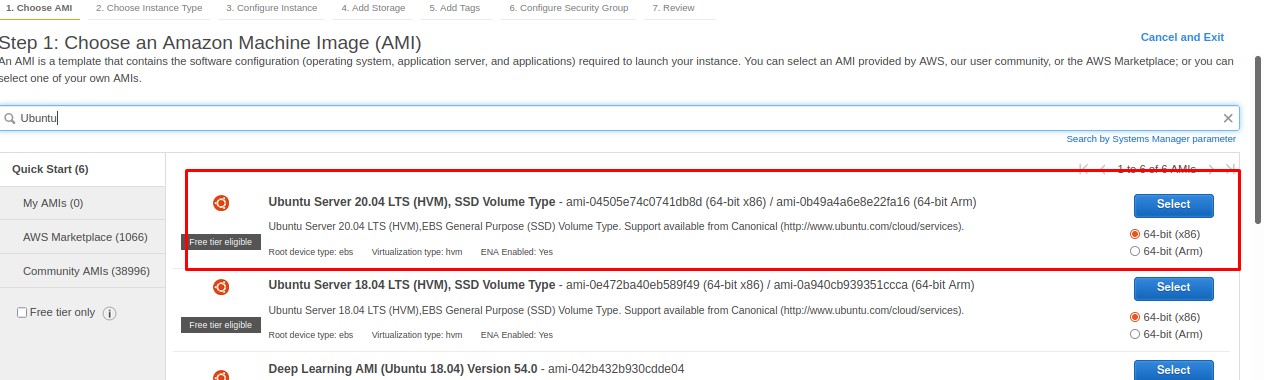 1. Choose AMI 2. Choose Instance Type 3. Configure Instance 4. Add Storage 5. Add Tags 6. Configure Security Group 7. Review
Step 1: Choose an Amazon Machine Image (AMI)
Cancel and Exit
An AMI is a template that contains the software configuration (operating system, application server, and applications) required to launch your instance. You can select an AMI provided by AWS, our user community, or the AWS Marketplace; or you can
select one of your own AMIs.
Ubuntu
Search by Systems Manager parameter
Quick Start (6)
My AMIs (0)
AWS Marketplace (1066)
Community AMIs (38996)
Free tier only
1 to 6 of 6 AMIs
Ubuntu Server 20.04 LTS (HVM), SSD Volume Type - ami-04505e74c0741db8d (64-bit x86) / ami-0b49a4a6e8e22fa16 (64-bit Arm)
Free tier eligible
Ubuntu Server 20.04 LTS (HVM),EBS General Purpose (SSD) Volume Type. Support available from Canonical (http://www.ubuntu.com/cloud/services).
Root device type: ebs Virtualization type: hvm ENA Enabled: Yes
Select
64-bit (x86)
64-bit (Arm)
Ubuntu Server 18.04 LTS (HVM), SSD Volume Type - ami-0e472ba40eb589f49 (64-bit x86) / ami-0a940cb939351ccca (64-bit Arm)
Free tier eligible
Ubuntu Server 18.04 LTS (HVM),EBS General Purpose (SSD) Volume Type. Support available from Canonical (http://www.ubuntu.com/cloud/services).
Root device type: ebs Virtualization type: hvm ENA Enabled: Yes
Select
64-bit (x86)
64-bit (Arm)
Deep Learning AMI (Ubuntu 18.04) Version 54.0 - ami-042b432b930cdde04
Select